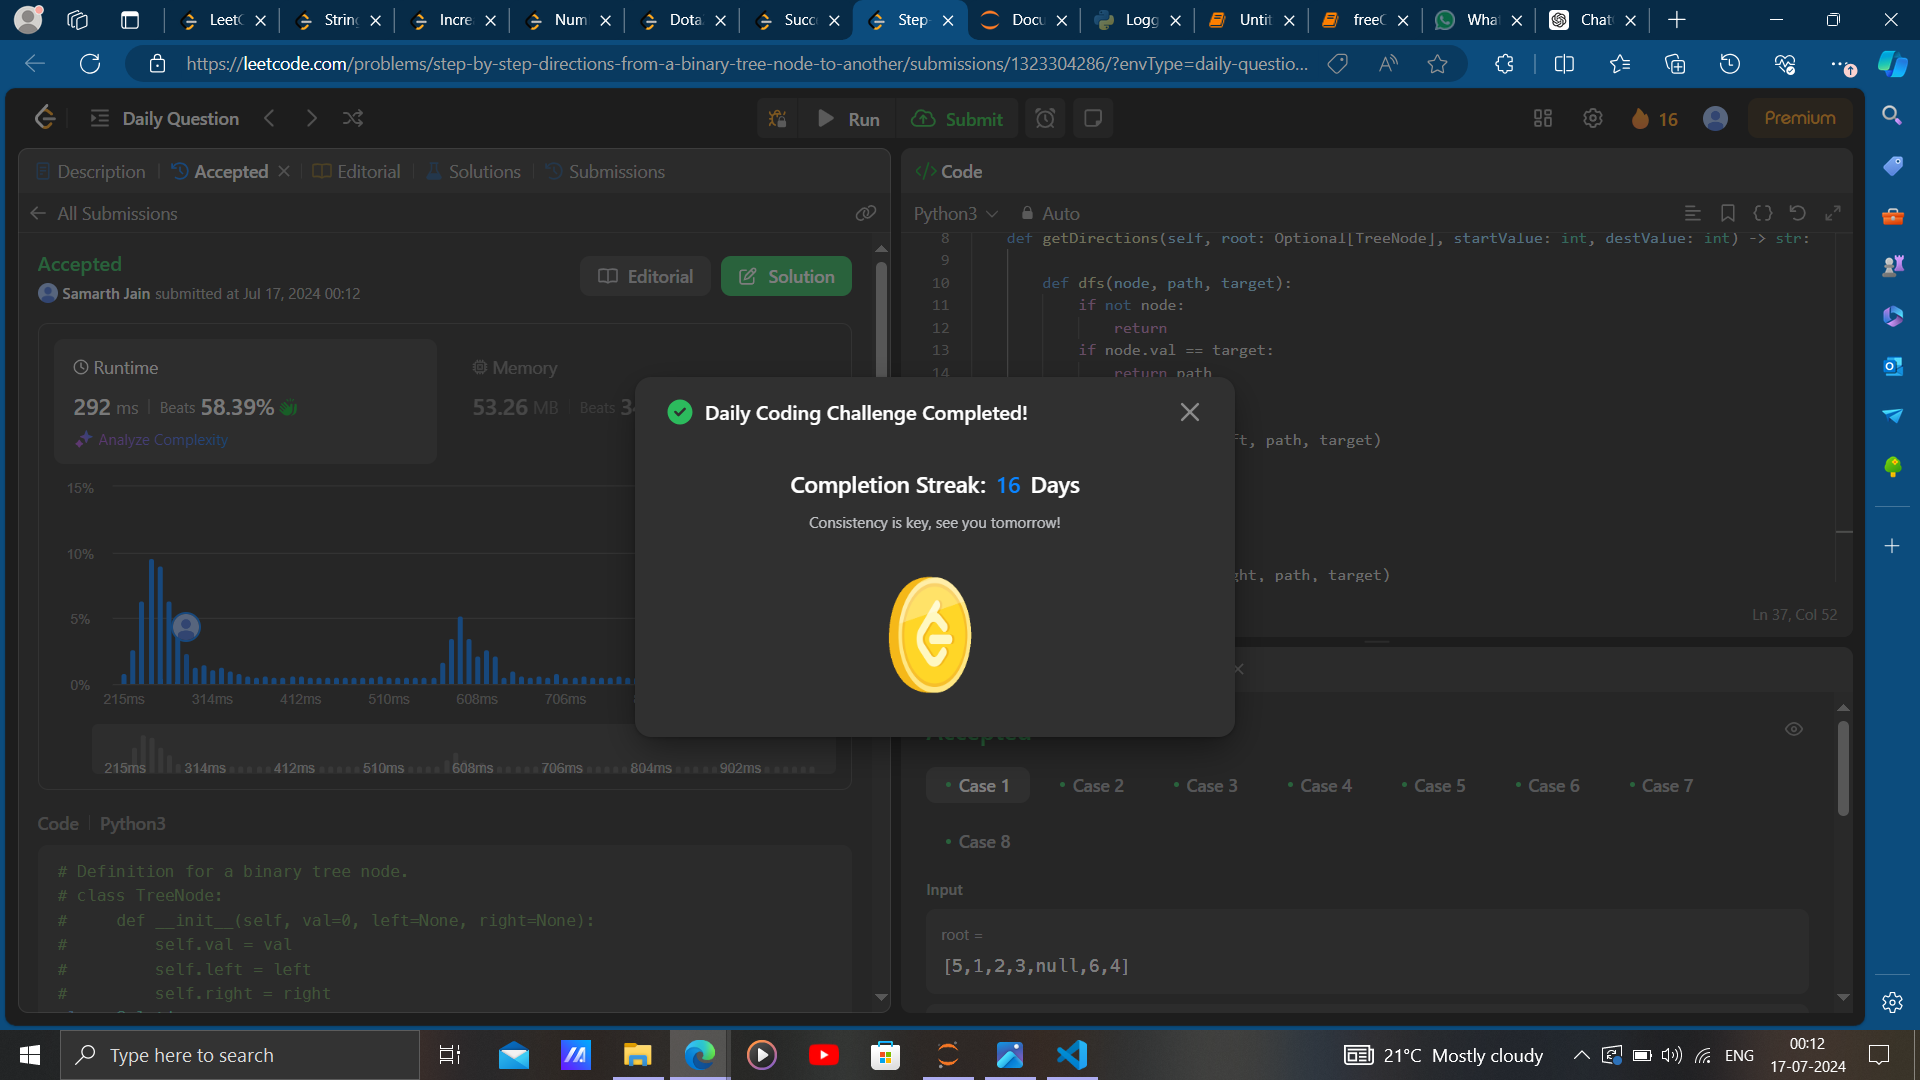 LeetC
String
Incre
Num
Dota
Succ
Step-
Docu
Logg
Untit
freeC
What
Chat
https://leetcode.com/problems/step-by-step-directions-from-a-binary-tree-node-to-another/submissions/1323304286/?envType=daily-questio...
Daily Question
Run
Submit
16
Premium
Description
Accepted
Editorial
Solutions
Submissions
All Submissions
Accepted
Samarth Jain submitted at Jul 17, 2024 00:12
Editorial
Solution
Runtime
292 ms | Beats 58.39%
Analyze Complexity
Memory
53.26 MB | Beats 34
15%
10%
5%
0%
215ms 314ms 412ms 510ms 608ms 706ms
215ms 314ms 412ms 510ms 608ms 706ms 804ms 902ms
Code | Python3
# Definition for a binary tree node.
# class TreeNode:
#     def __init__(self, val=0, left=None, right=None):
#         self.val = val
#         self.left = left
#         self.right = right
Daily Coding Challenge Completed!
Completion Streak: 16 Days
Consistency is key, see you tomorrow!
</> Code
Python3
Auto
8 def getDirections(self, root: Optional[TreeNode], startValue: int, destValue: int) -> str:
9
10 def dfs(node, path, target):
11 if not node:
12 return
13 if node.val == target:
14 return path
ft, path, target)
ght, path, target)
Ln 37, Col 52
Accepted
Case 1
Case 2
Case 3
Case 4
Case 5
Case 6
Case 7
Case 8
Input
root =
[5,1,2,3,null,6,4]
Type here to search
21°C Mostly cloudy
ENG
00:12
17-07-2024